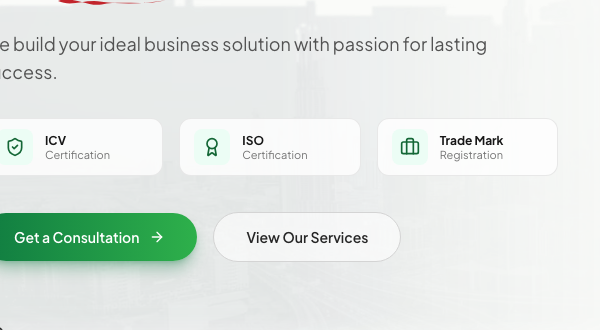 e build your ideal business solution with passion for lasting
ccess.
ICV
Certification
ISO
Certification
Trade Mark
Registration
Get a Consultation
View Our Services